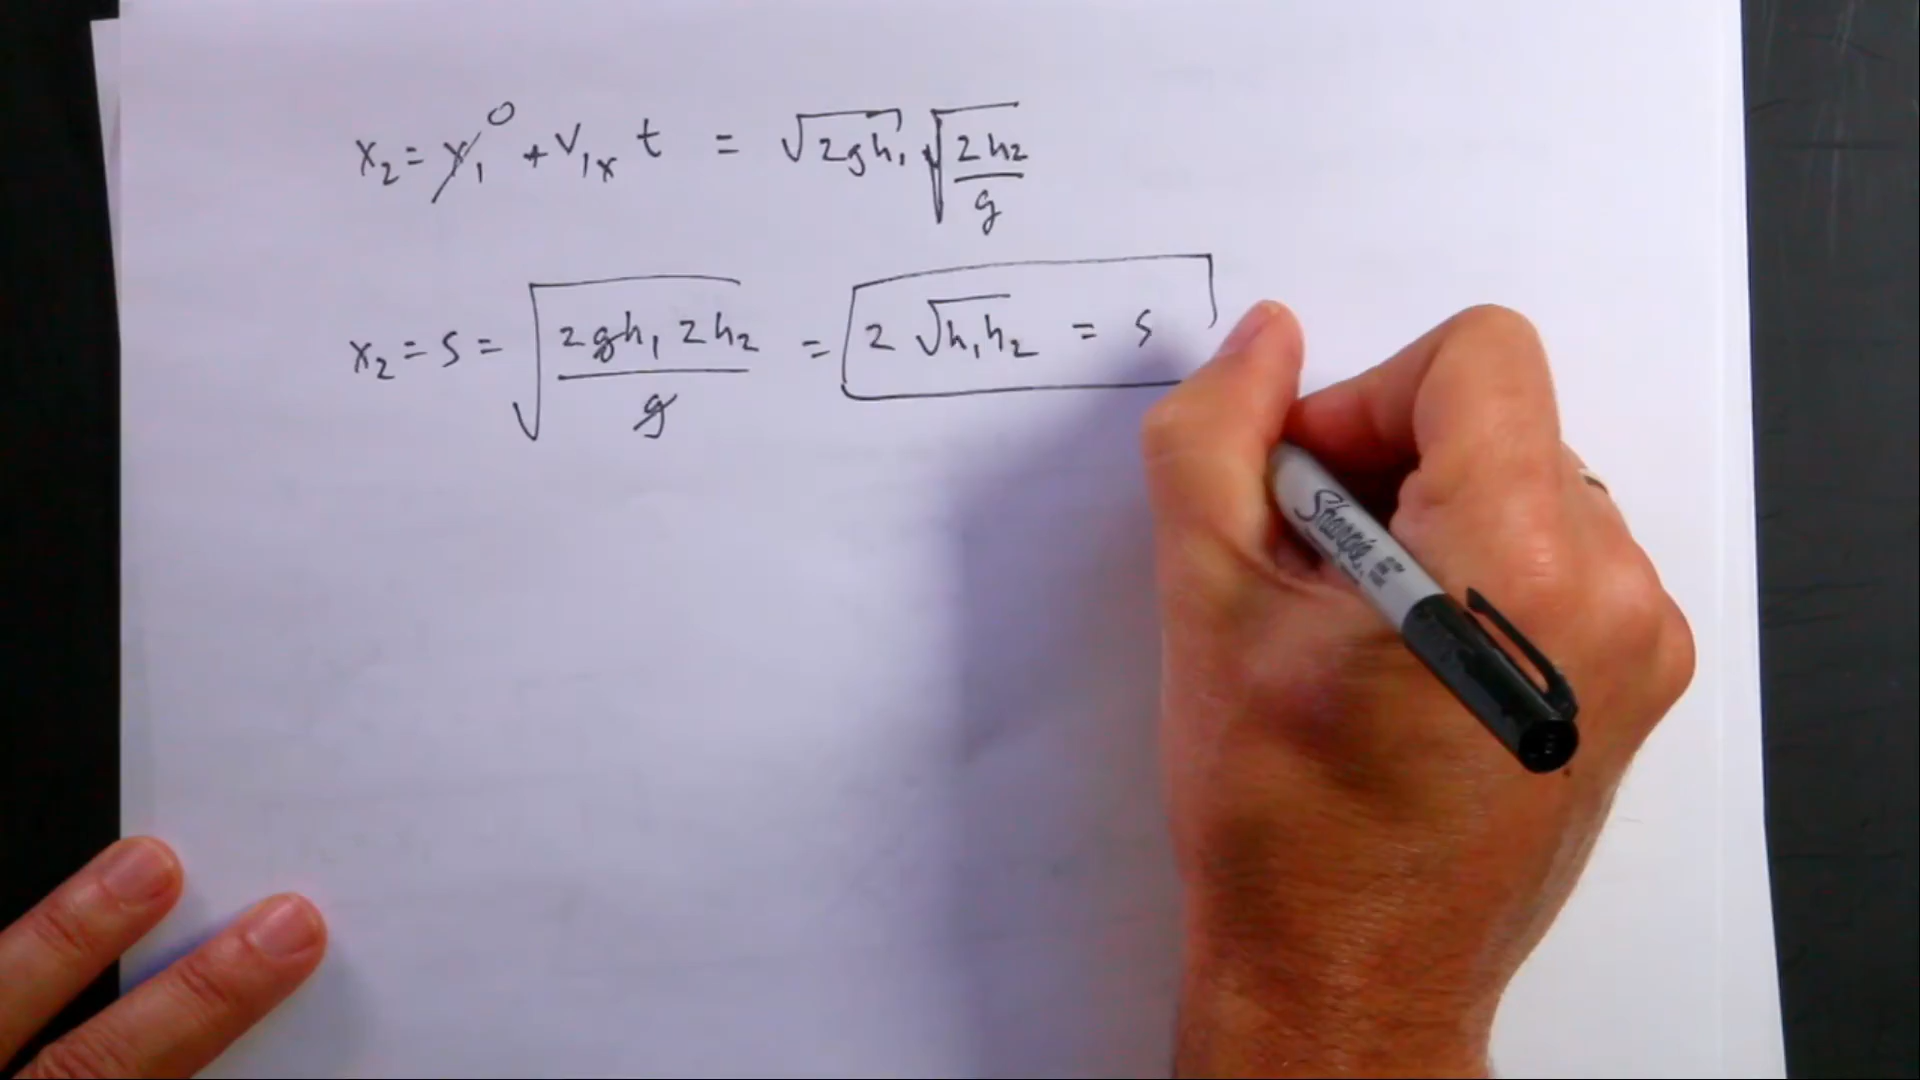 x₂ = x₁⁰ + v₁ₓ t = √2gh₁ √2h₂/g
x₂ = s = √2gh₁ 2h₂/g = 2 √h₁h₂ = s
Sharpie